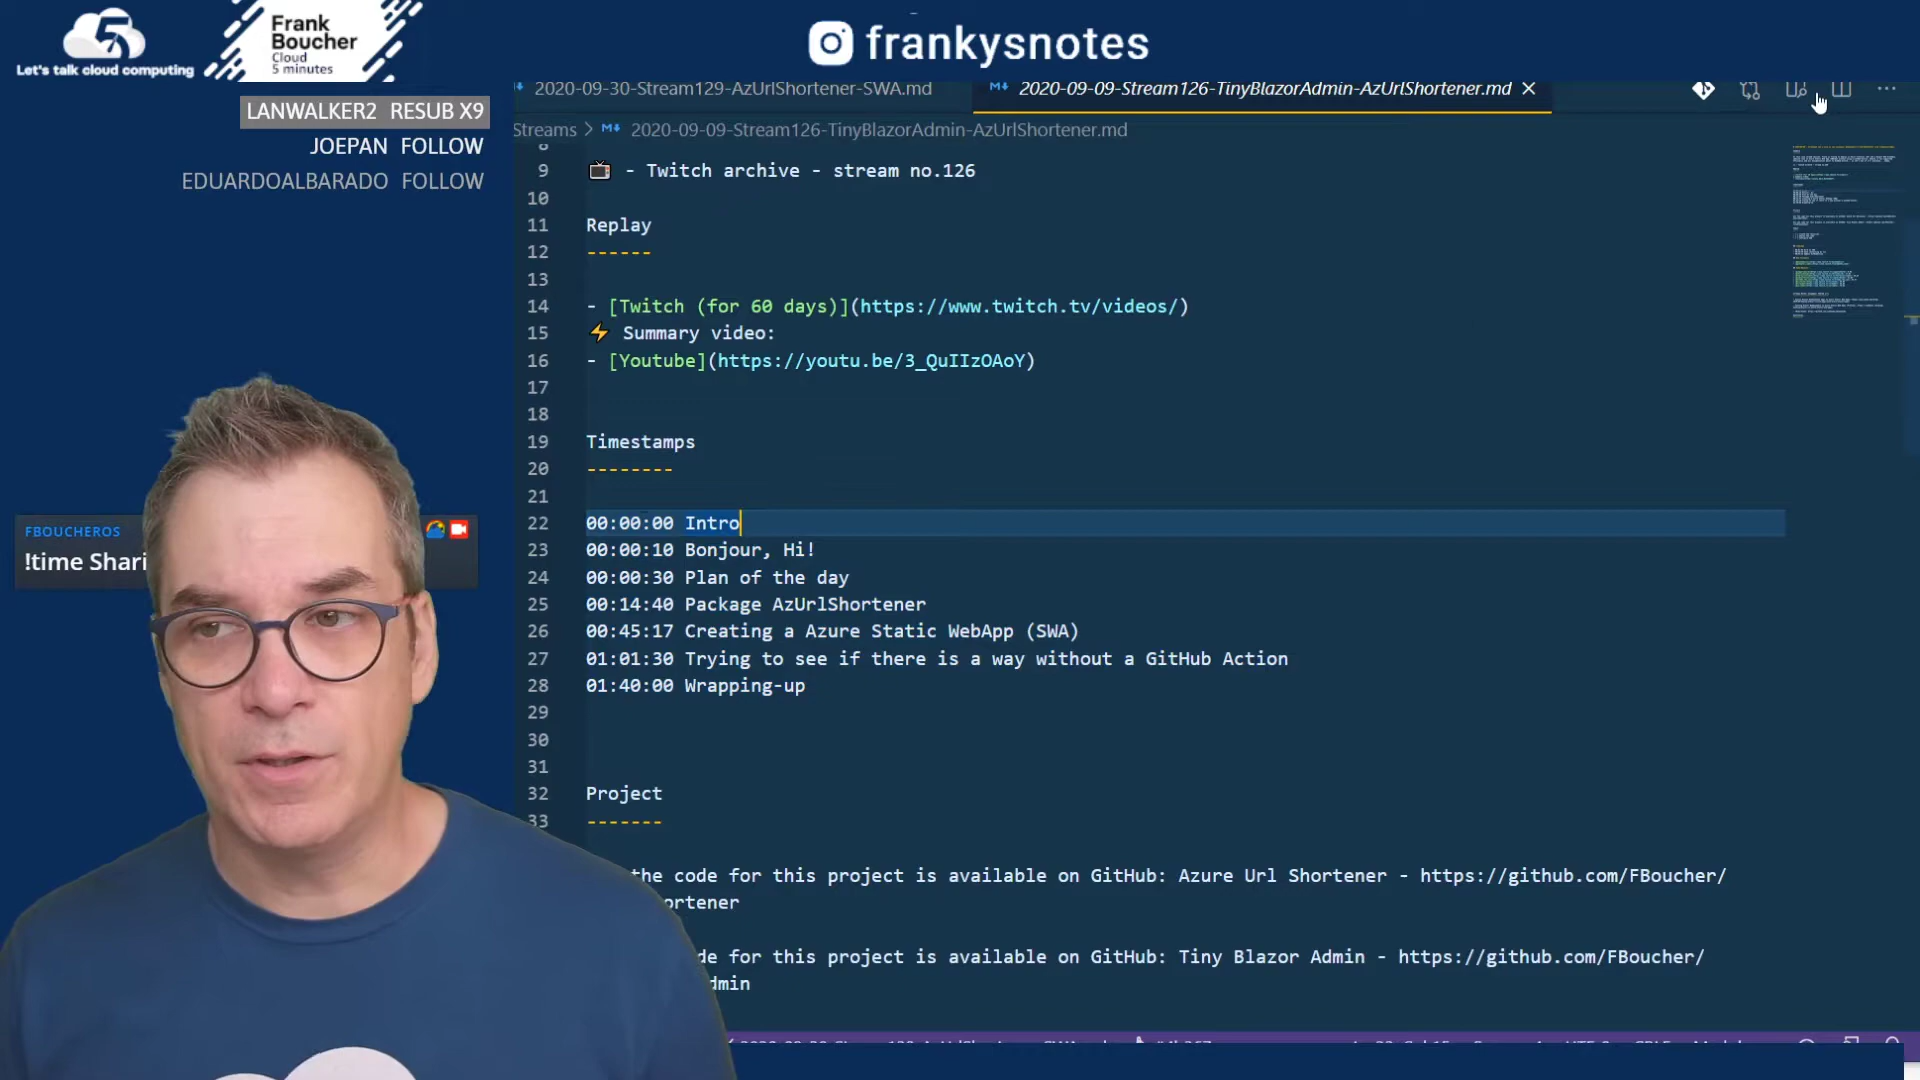 5
Let's talk cloud computing
Frank
Boucher
Cloud
5 minutes
frankysnotes
LANWALKER2 RESUB X9
JOEPAN FOLLOW
EDUARDOALBARADO FOLLOW
FBOUCHEROS
!time Shari
2020-09-30-Stream129-AzUrlShortener-SWA.md
2020-09-09-Stream126-TinyBlazorAdmin-AzUrlShortener.md
Streams > 2020-09-09-Stream126-TinyBlazorAdmin-AzUrlShortener.md
8
9 📺 - Twitch archive - stream no.126
10
11 Replay
12 ------
13
14 - [Twitch (for 60 days)](https://www.twitch.tv/videos/)
15 ⚡ Summary video:
16 - [Youtube](https://youtu.be/3_QuIIzOAoY)
17
18
19 Timestamps
20 --------
21
22 00:00:00 Intro
23 00:00:10 Bonjour, Hi!
24 00:00:30 Plan of the day
25 00:14:40 Package AzUrlShortener
26 00:45:17 Creating a Azure Static WebApp (SWA)
27 01:01:30 Trying to see if there is a way without a GitHub Action
28 01:40:00 Wrapping-up
29
30
31
32 Project
33 -------
the code for this project is available on GitHub: Azure Url Shortener - https://github.com/FBoucher/
ortener
de for this project is available on GitHub: Tiny Blazor Admin - https://github.com/FBoucher/
dmin